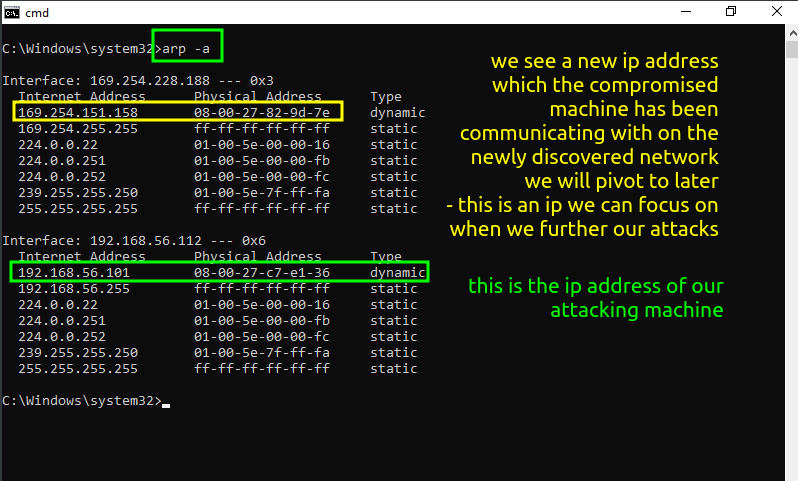 cmd
C:\Windows\system32>arp -a
Interface: 169.254.228.188 --- 0x3
Internet Address Physical Address Type
169.254.151.158 08-00-27-82-9d-7e dynamic
169.254.255.255 ff-ff-ff-ff-ff-ff static
224.0.0.22 01-00-5e-00-00-16 static
224.0.0.251 01-00-5e-00-00-fb static
224.0.0.252 01-00-5e-00-00-fc static
239.255.255.250 01-00-5e-7f-ff-fa static
255.255.255.255 ff-ff-ff-ff-ff-ff static
Interface: 192.168.56.112 --- 0x6
Internet Address Physical Address Type
192.168.56.101 08-00-27-c7-e1-36 dynamic
192.168.56.255 ff-ff-ff-ff-ff-ff static
224.0.0.22 01-00-5e-00-00-16 static
224.0.0.251 01-00-5e-00-00-fb static
224.0.0.252 01-00-5e-00-00-fc static
239.255.255.250 01-00-5e-7f-ff-fa static
255.255.255.255 ff-ff-ff-ff-ff-ff static
C:\Windows\system32>
we see a new ip address
which the compromised
machine has been
communicating with on the
newly discovered network
we will pivot to later
- this is an ip we can focus on
when we further our attacks
this is the ip address of our
attacking machine